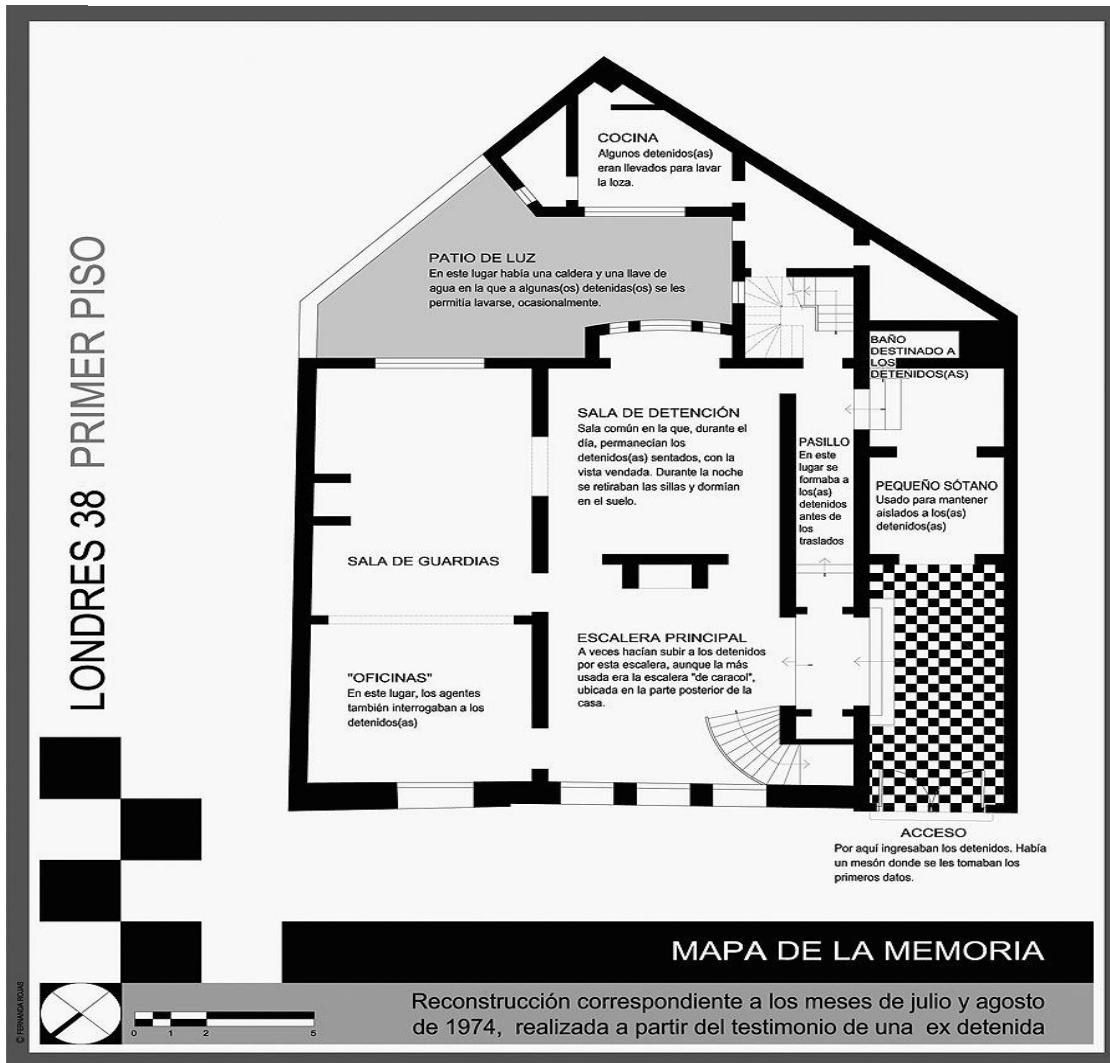 COCINA
Algunos detenidos(as)
eran llevados para lavar
la loza.
PATIO DE LUZ
En este lugar había una caldera y una llave de
agua en la que a algunas(os) detenidas(os) se les
permitía lavarse, ocasionalmente.
LONDRES 38 PRIMER PISO
BAÑO
DESTINADO A
LOS
DETENIDOS(AS)
SALA DE DETENCIÓN
Sala común en la que, durante el
día, permanecían los
detenidos(as) sentados, con la
vista vendada. Durante la noche
se retiraban las sillas y dormían
en el suelo.
PASILLO
En este
lugar se
formaba a
los(as)
detenidos
antes de
los
traslados
PEQUEÑO SÓTANO
Usado para mantener
aislados a los(as)
detenidos(as)
SALA DE GUARDIAS
ESCALERA PRINCIPAL
A veces hacían subir a los detenidos
por esta escalera, aunque la más
usada era la escalera "de caracol",
ubicada en la parte posterior de la
casa.
"OFICINAS"
En este lugar, los agentes
también interrogaban a los
detenidos(as)
ACCESO
Por aquí ingresaban los detenidos. Había
un mesón donde se les tomaban los
primeros datos.
MAPA DE LA MEMORIA
Reconstrucción correspondiente a los meses de julio y agosto
de 1974, realizada a partir del testimonio de una ex detenida
0 1 2 5
© FERNANDA ROJAS